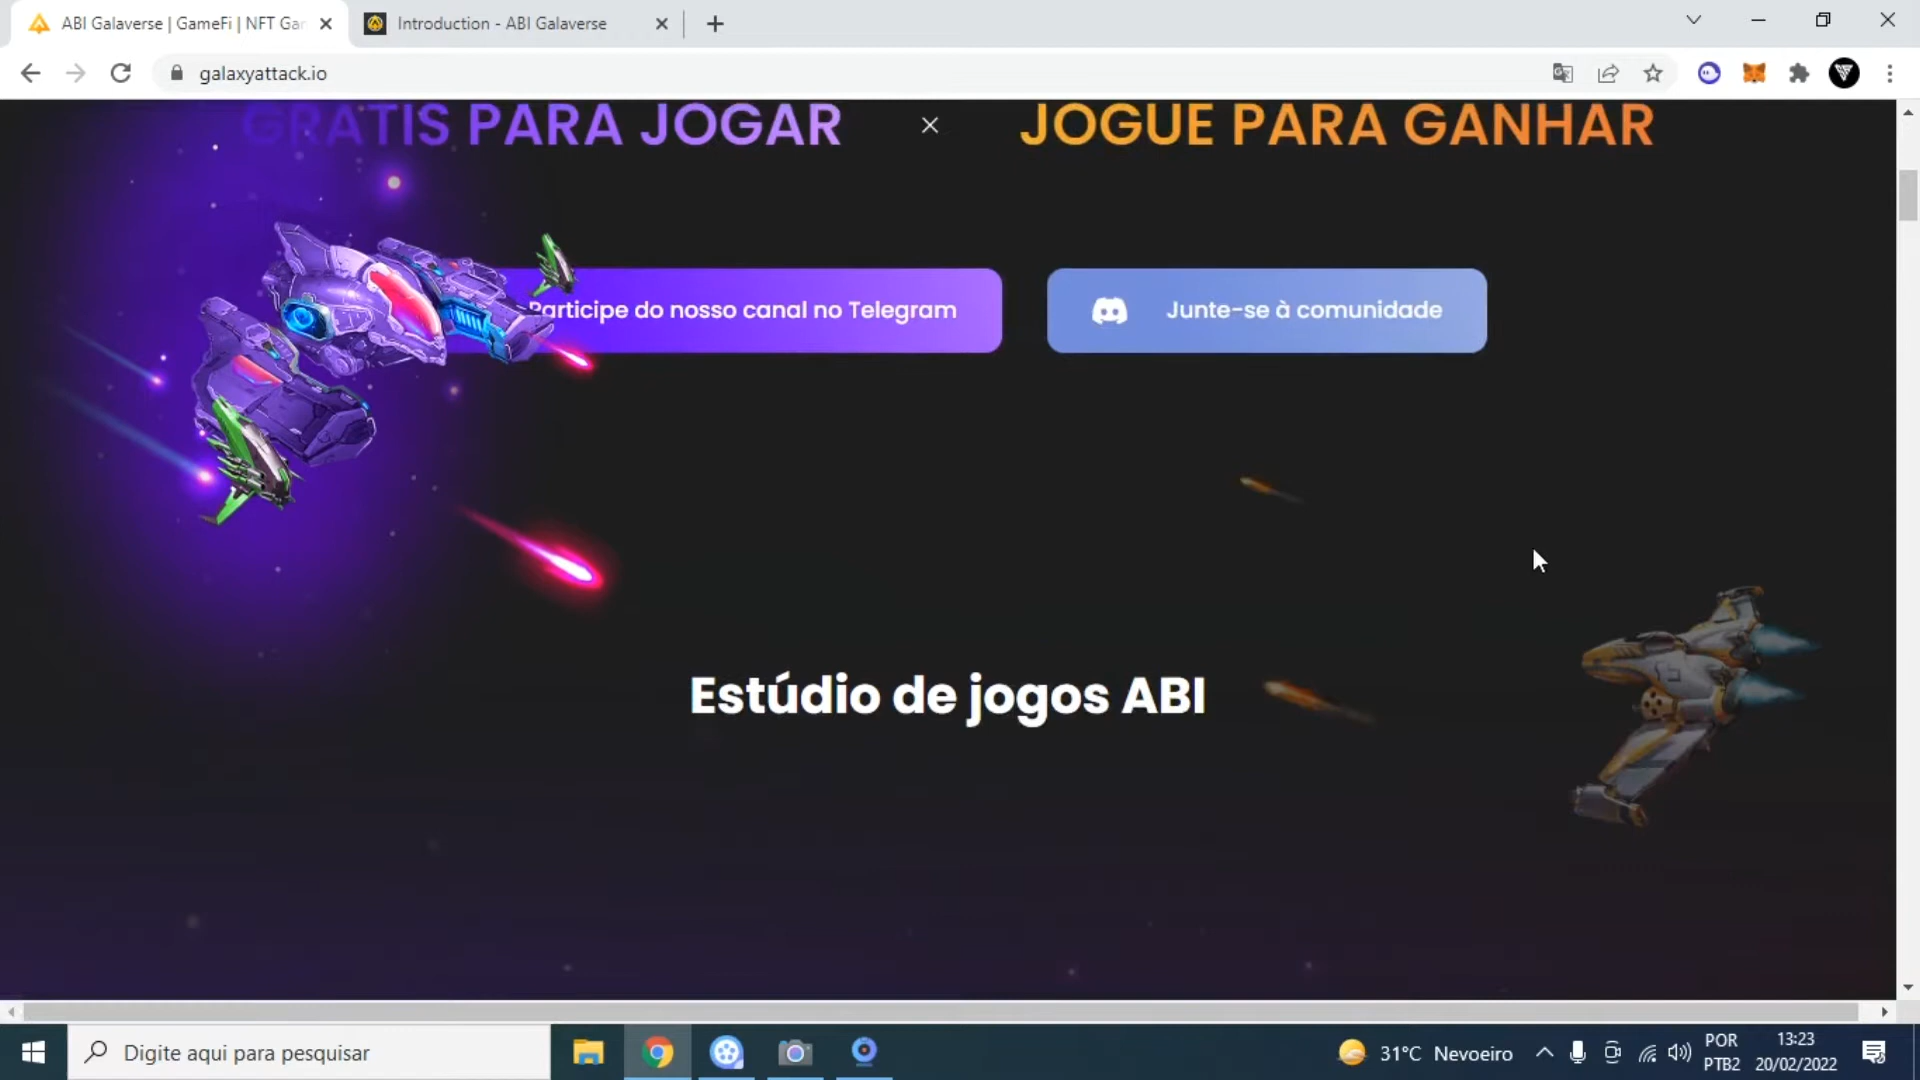 ABI Galaverse | GameFi | NFT Gar
Introduction - ABI Galaverse
galaxyattack.io
GRATIS PARA JOGAR
JOGUE PARA GANHAR
Participe do nosso canal no Telegram
Junte-se à comunidade
Estúdio de jogos ABI
Digite aqui para pesquisar
31°C Nevoeiro
POR
PTB2
13:23
20/02/2022